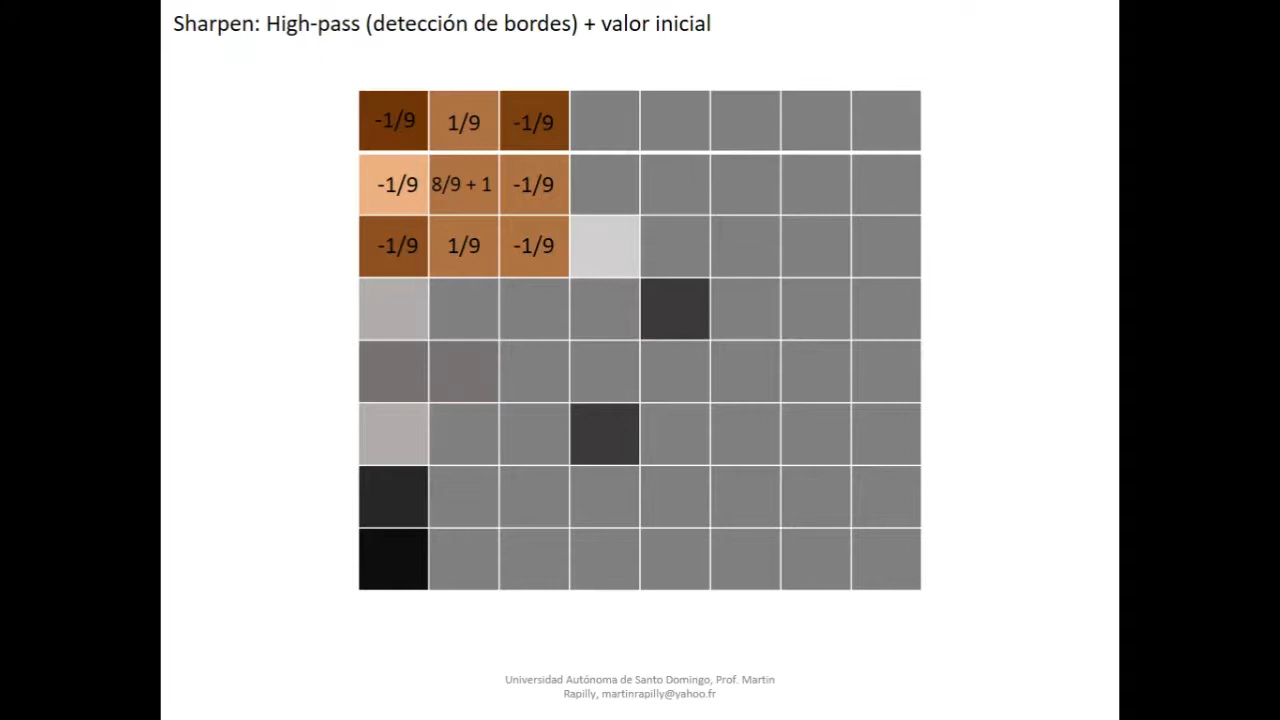 Sharpen: High-pass (detección de bordes) + valor inicial
-1/9 1/9 -1/9
-1/9 8/9 + 1 -1/9
-1/9 1/9 -1/9
Universidad Autónoma de Santo Domingo, Prof. Martin
Rapilly, martinrapilly@yahoo.fr